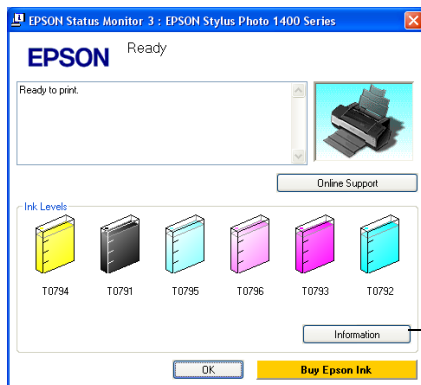 EPSON Status Monitor 3 : EPSON Stylus Photo 1400 Series
EPSON
Ready
Ready to print.
Online Support
Ink Levels
T0794 T0791 T0795 T0796 T0793 T0792
Information
OK Buy Epson Ink